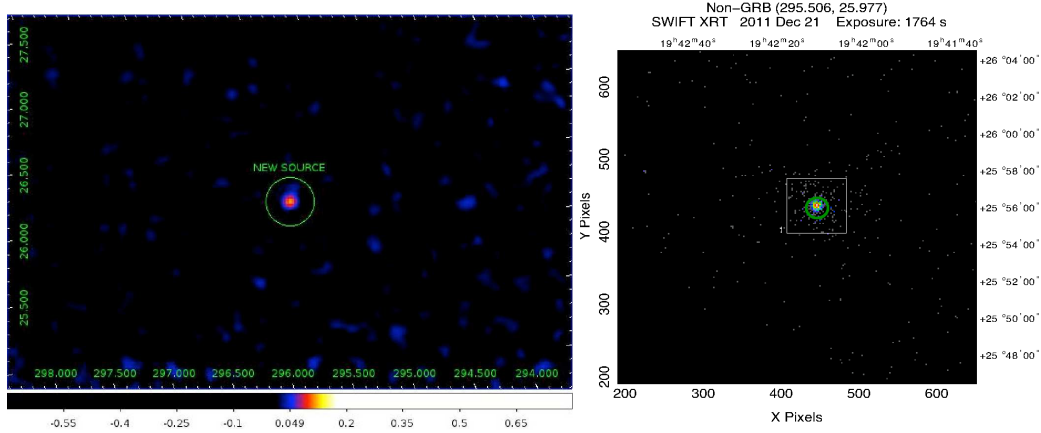 27.500
27.000
26.500
26.000
25.500
NEW SOURCE
298.000 297.500 297.000 296.500 296.000 295.500 295.000 294.500 294.000
-0.55 -0.4 -0.25 -0.1 0.049 0.2 0.35 0.5 0.65
Non-GRB (295.506, 25.977)
SWIFT XRT 2011 Dec 21 Exposure: 1764 s
19h42m40s 19h42m20s 19h42m00s 19h41m40s
+26°04'00"
+26°02'00"
+26°00'00"
+25°58'00"
+25°56'00"
+25°54'00"
+25°52'00"
+25°50'00"
+25°48'00"
600
500
400
300
200
Y Pixels
1
200 300 400 500 600
X Pixels